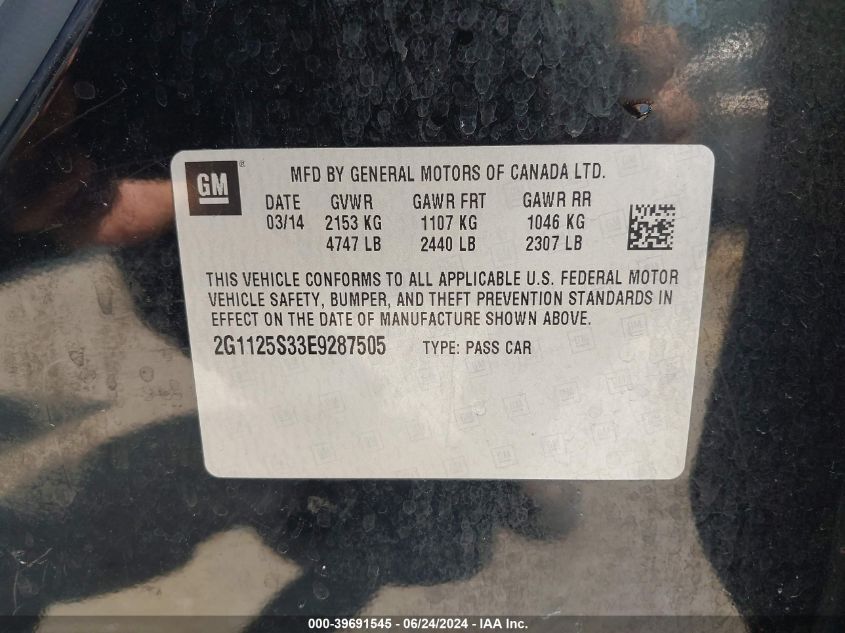 GM ®
MFD BY GENERAL MOTORS OF CANADA LTD.
DATE GVWR GAWR FRT GAWR RR
03/14 2153 KG 1107 KG 1046 KG
4747 LB 2440 LB 2307 LB
THIS VEHICLE CONFORMS TO ALL APPLICABLE U.S. FEDERAL MOTOR
VEHICLE SAFETY, BUMPER, AND THEFT PREVENTION STANDARDS IN
EFFECT ON THE DATE OF MANUFACTURE SHOWN ABOVE.
2G1125S33E9287505 TYPE: PASS CAR
000-39691545 - 06/24/2024 - IAA Inc.